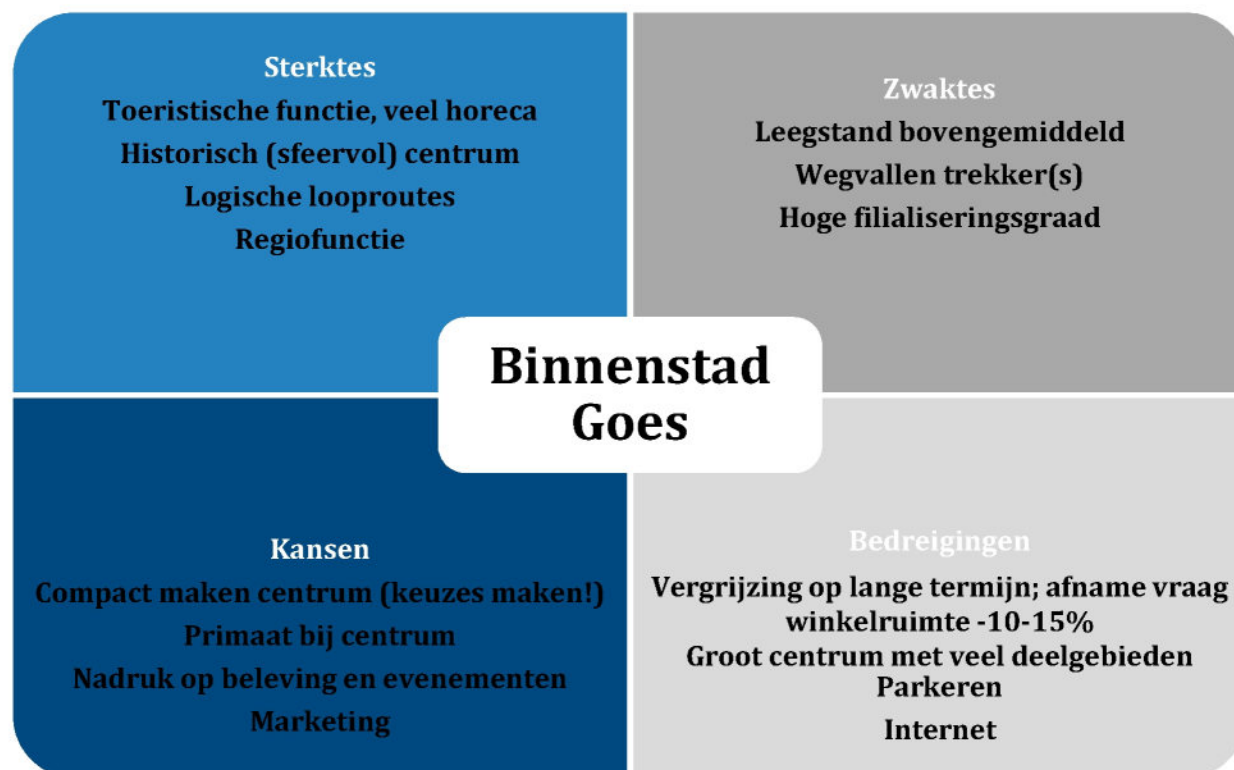 Sterktes
Toeristische functie, veel horeca
Historisch (sfeervol) centrum
Logische looproutes
Regiofunctie
Zwaktes
Leegstand bovengemiddeld
Wegvallen trekker(s)
Hoge filialiseringsgraad
Binnenstad
Goes
Kansen
Compact maken centrum (keuzes maken!)
Primaat bij centrum
Nadruk op beleving en evenementen
Marketing
Bedreigingen
Vergrijzing op lange termijn; afname vraag
winkelruimte -10-15%
Groot centrum met veel deelgebieden
Parkeren
Internet